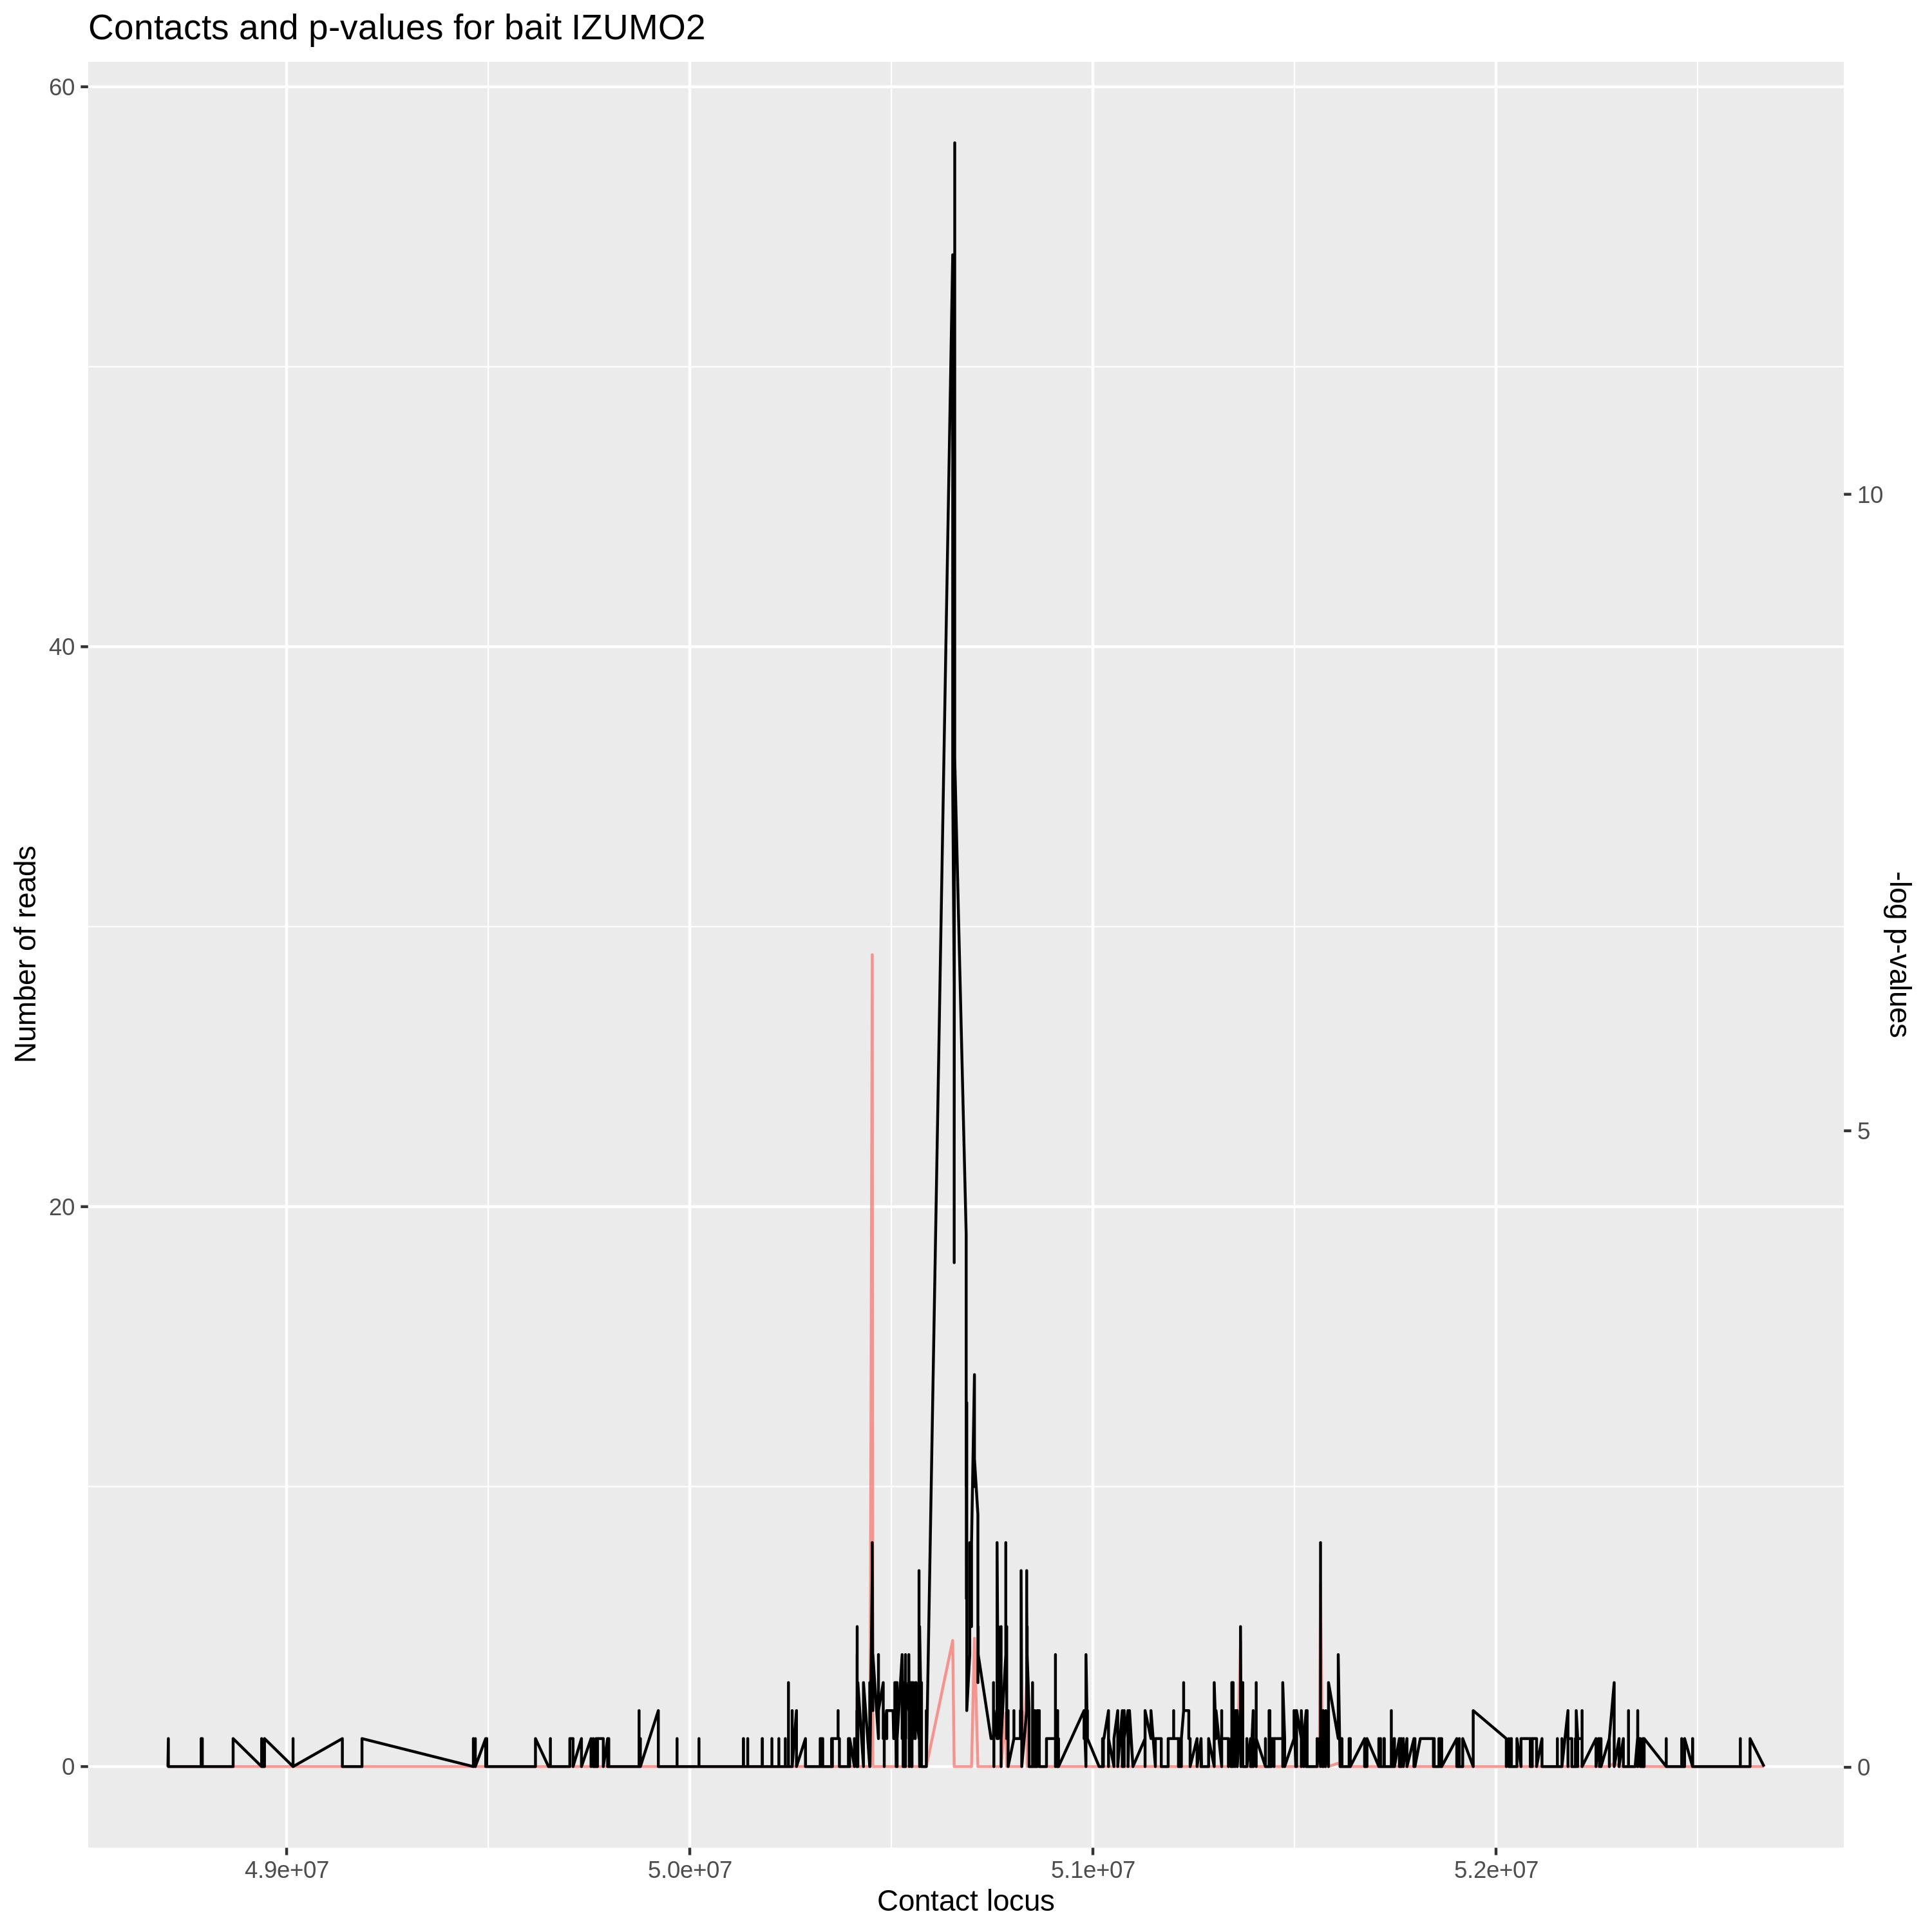 Contacts and p-values for bait IZUMO2
60
40
20
0
10
5
0
Number of reads
-log p-values
4.9e+07 5.0e+07 5.1e+07 5.2e+07
Contact locus